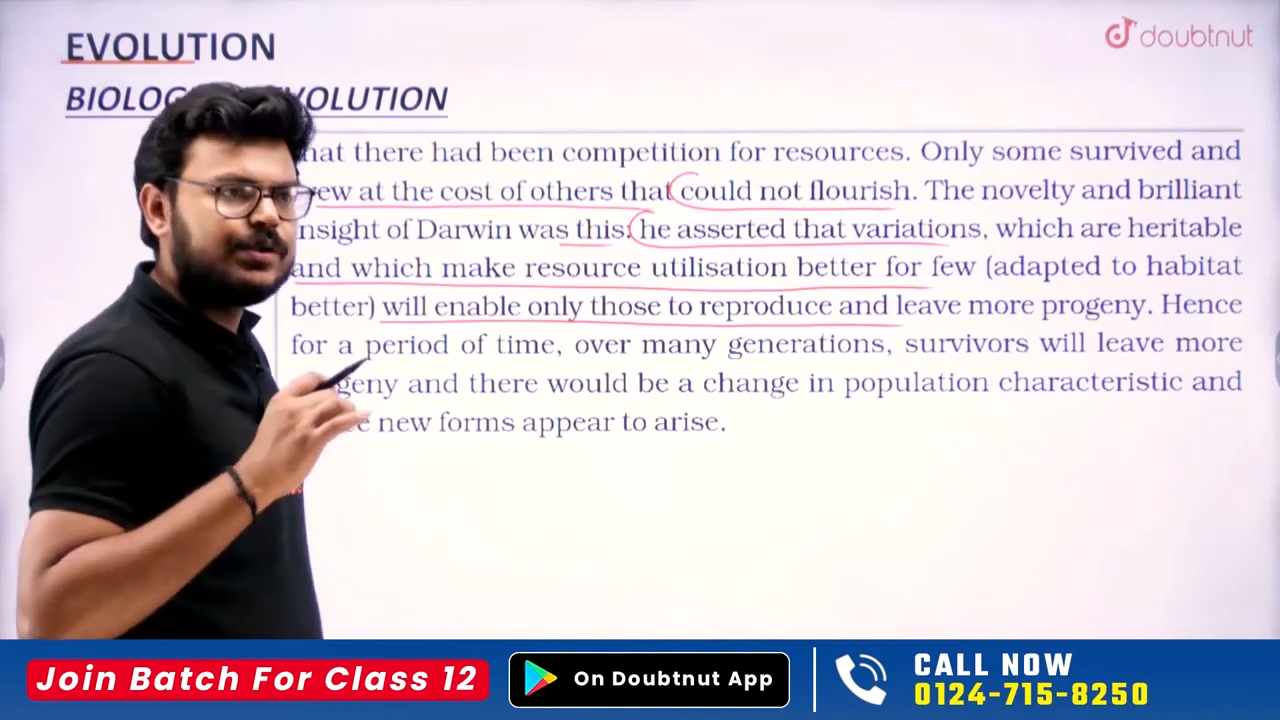 EVOLUTION
doubtnut
BIOLOG VOLUTION
hat there had been competition for resources. Only some survived and
rew at the cost of others that could not flourish. The novelty and brilliant
insight of Darwin was this: he asserted that variations, which are heritable
and which make resource utilisation better for few (adapted to habitat
better) will enable only those to reproduce and leave more progeny. Hence
for a period of time, over many generations, survivors will leave more
geny and there would be a change in population characteristic and
e new forms appear to arise.
Join Batch For Class 12
On Doubtnut App
CALL NOW
0124-715-8250